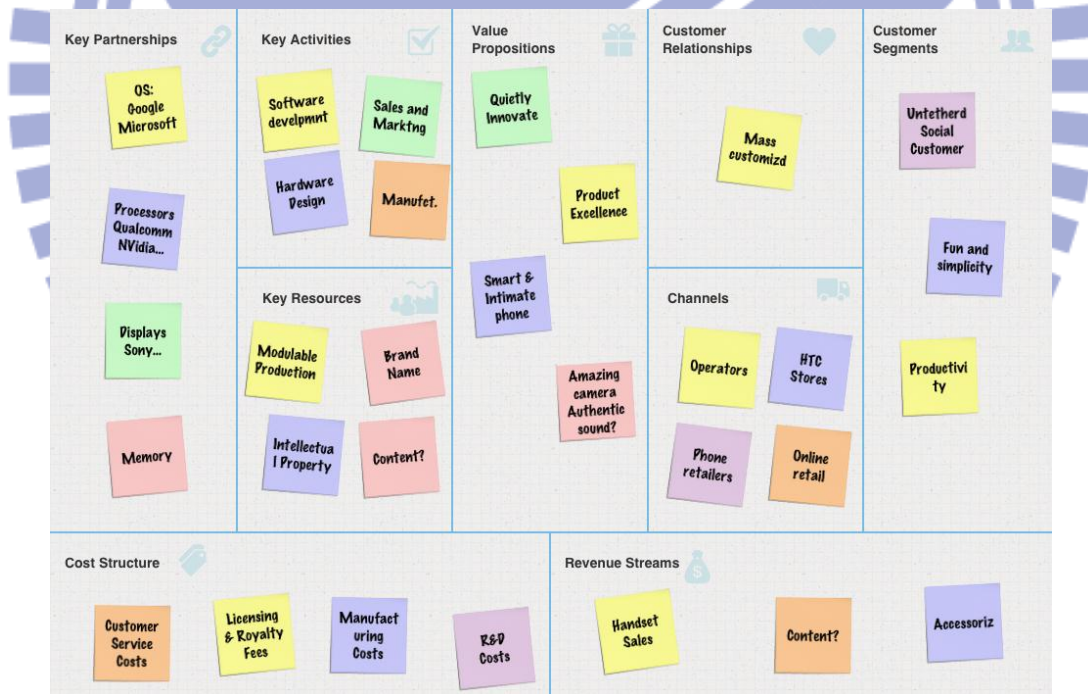 Key Partnerships
OS:
Google
Microsoft
Processors
Qualcomm
NVidia...
Displays
Sony...
Memory
Key Activities
Software
develpmnt
Sales and
Marktng
Hardware
Design
Manufct.
Key Resources
Modulable
Production
Brand
Name
Intellectua
l Property
Content?
Value
Propositions
Quietly
Innovate
Product
Excellence
Smart &
Intimate
phone
Amazing
camera
Authentic
sound?
Customer
Relationships
Mass
customizd
Channels
Operators
HTC
Stores
Phone
retailers
Online
retail
Customer
Segments
Untetherd
Social
Customer
Fun and
simplicity
Productivi
ty
Cost Structure
Customer
Service
Costs
Licensing
& Royalty
Fees
Manufact
uring
Costs
R&D
Costs
Revenue Streams
$
Handset
Sales
Content?
Accessoriz